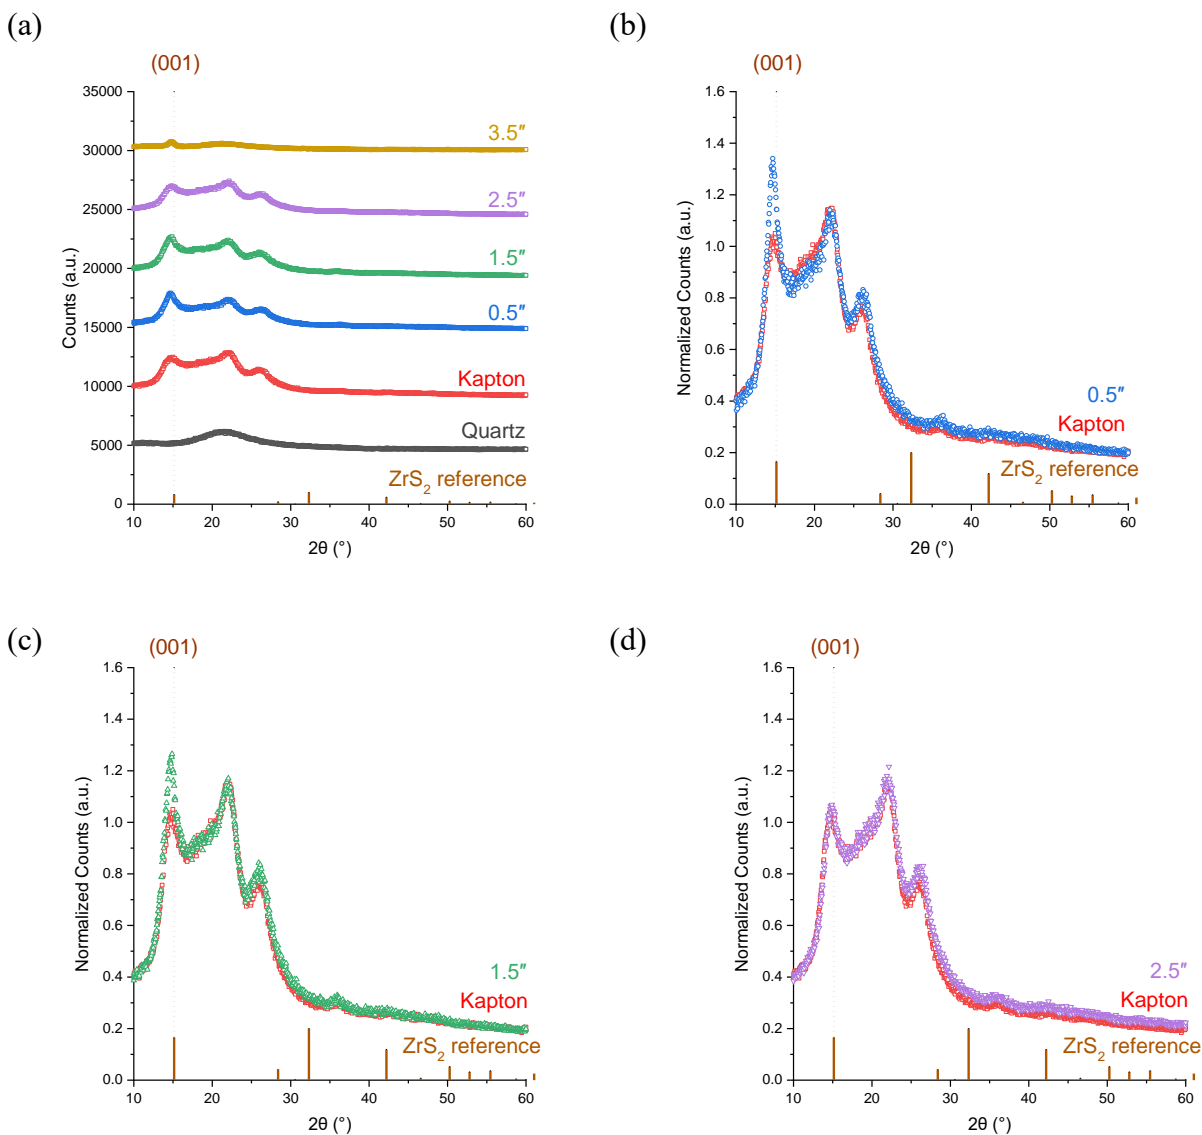 (a)
(001)
35000
30000
25000
20000
15000
10000
5000
0
Counts (a.u.)
3.5″
2.5″
1.5″
0.5″
Kapton
Quartz
ZrS2 reference
10 20 30 40 50 60
2θ (°)
(b)
(001)
1.6
1.4
1.2
1.0
0.8
0.6
0.4
0.2
0.0
Normalized Counts (a.u.)
0.5″
Kapton
ZrS2 reference
10 20 30 40 50 60
2θ (°)
(c)
(001)
1.6
1.4
1.2
1.0
0.8
0.6
0.4
0.2
0.0
Normalized Counts (a.u.)
1.5″
Kapton
ZrS2 reference
10 20 30 40 50 60
2θ (°)
(d)
(001)
1.6
1.4
1.2
1.0
0.8
0.6
0.4
0.2
0.0
Normalized Counts (a.u.)
2.5″
Kapton
ZrS2 reference
10 20 30 40 50 60
2θ (°)